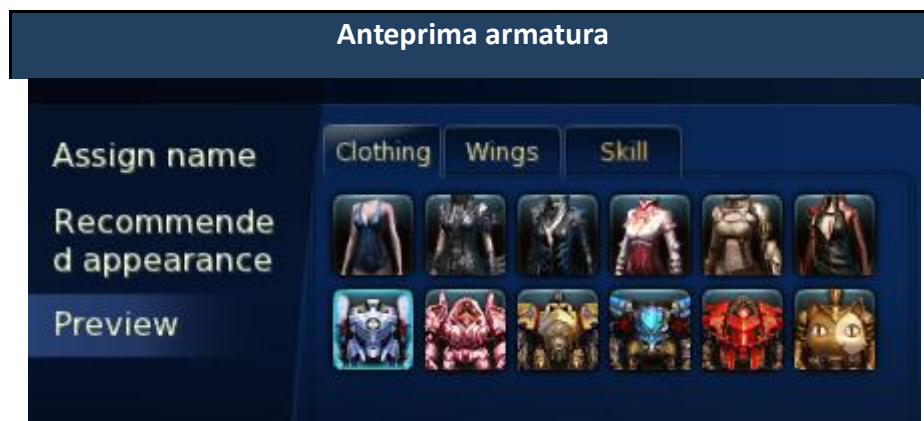 Anteprima armatura
Clothing Wings Skill
Assign name
Recommende
d appearance
Preview